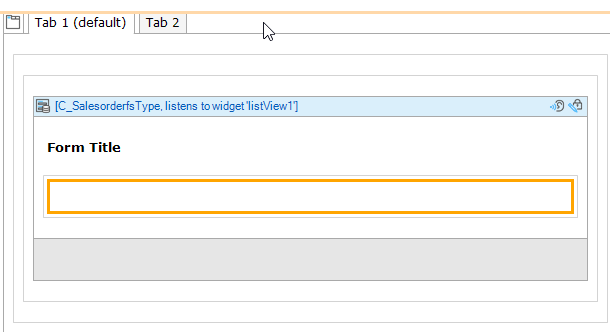 Tab 1 (default) Tab 2
[C_SalesorderfsType, listens to widget 'listView1']
Form Title